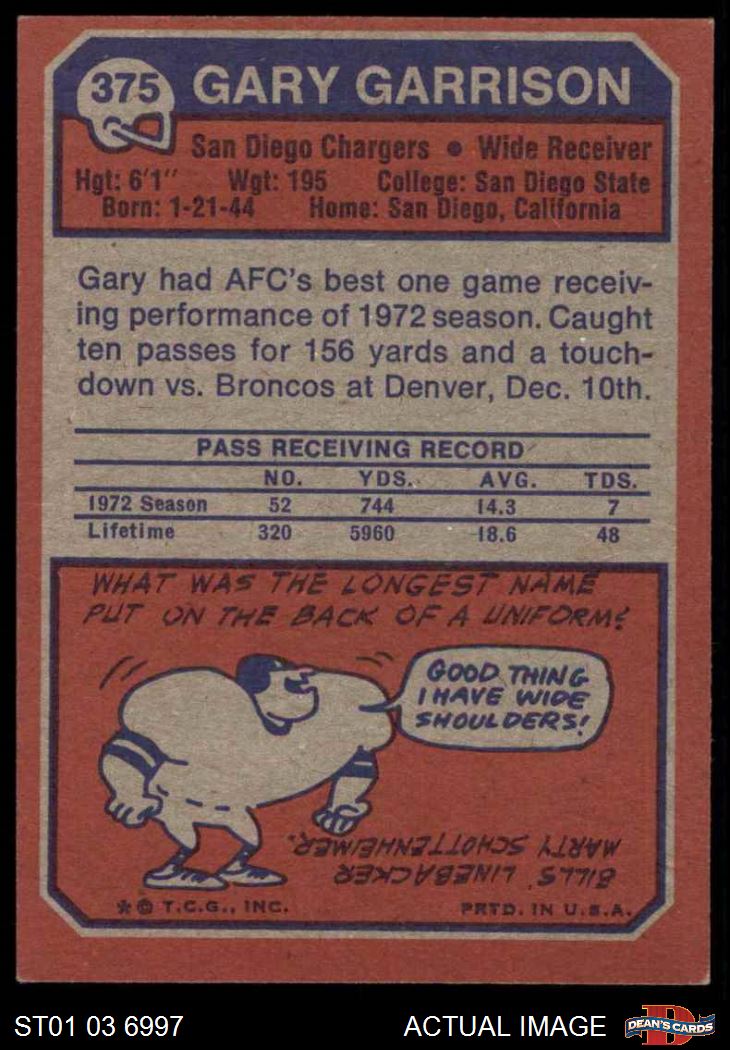 375 GARY GARRISON
San Diego Chargers • Wide Receiver
Hgt: 6'1" Wgt: 195 College: San Diego State
Born: 1-21-44 Home: San Diego, California
Gary had AFC's best one game receiv-
ing performance of 1972 season. Caught
ten passes for 156 yards and a touch-
down vs. Broncos at Denver, Dec. 10th.
PASS RECEIVING RECORD
NO. YDS. AVG. TDS.
1972 Season 52 744 14.3 7
Lifetime 320 5960 18.6 48
WHAT WAS THE LONGEST NAME
PUT ON THE BACK OF A UNIFORM?
GOOD THING
I HAVE WIDE
SHOULDERS!
BILLS' LINEBACKER
MARTY SCHOTTENHEIMER.
* © T.C.G., INC. PRTD. IN U.S.A.
ST01 03 6997 ACTUAL IMAGE
D
DEAN'S CARDS